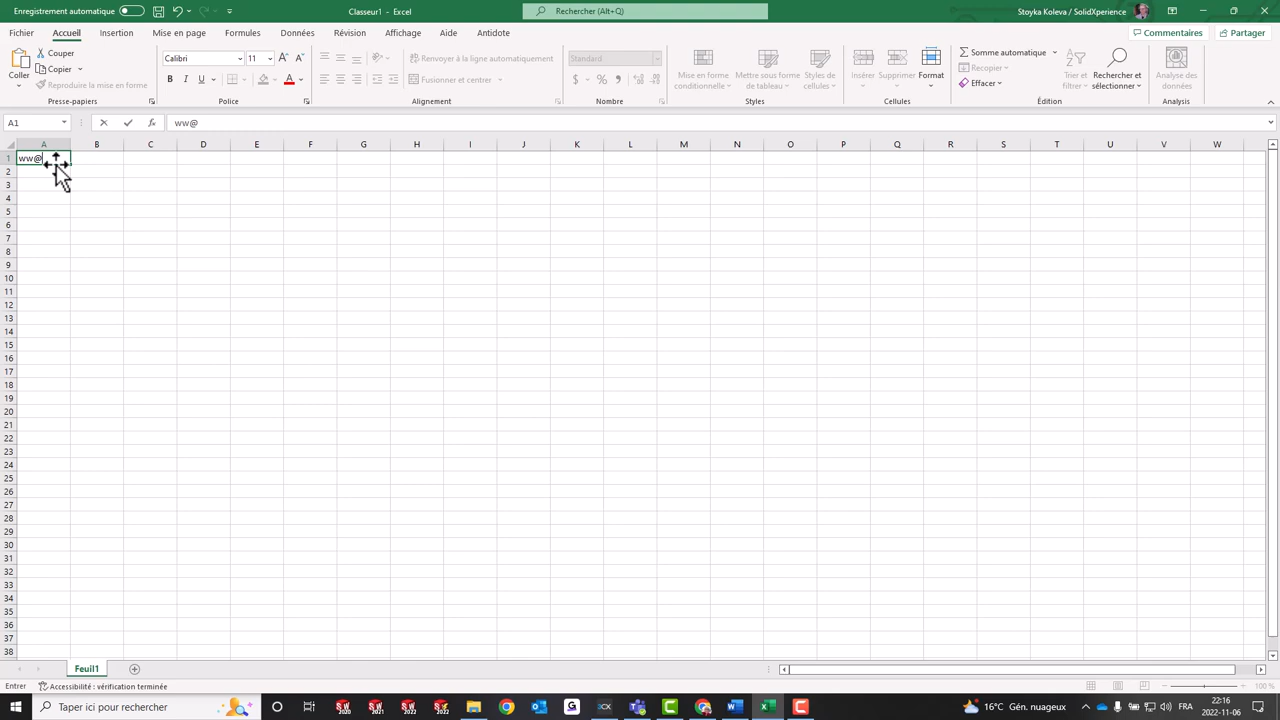 Enregistrement automatique
Classeur1 - Excel
Rechercher (Alt+Q)
Stoyka Koleva / SolidXperience
Fichier Accueil Insertion Mise en page Formules Données Révision Affichage Aide Antidote
Commentaires Partager
Coller
Couper
Copier
Reproduire la mise en forme
Presse-papiers
Calibri 11
G I S
Police
Renvoyer à la ligne automatiquement
Fusionner et centrer
Alignement
Standard
Nombre
Mise en forme conditionnelle
Mettre sous forme de tableau
Styles de cellules
Styles
Insérer Supprimer Format
Cellules
Somme automatique
Recopier
Effacer
Trier et filtrer
Rechercher et sélectionner
Édition
Analyse des données
Analysis
A1 fx ww@
A B C D E F G H I J K L M N O P Q R S T U V W
1 ww@
2
3
4
5
6
7
8
9
10
11
12
13
14
15
16
17
18
19
20
21
22
23
24
25
26
27
28
29
30
31
32
33
34
35
36
37
38
Feuil1
Entrer Accessibilité : vérification terminée 100 %
Taper ici pour rechercher
2020 2021 2022 2022
16°C Gén. nuageux
FR
22:16
2022-11-06